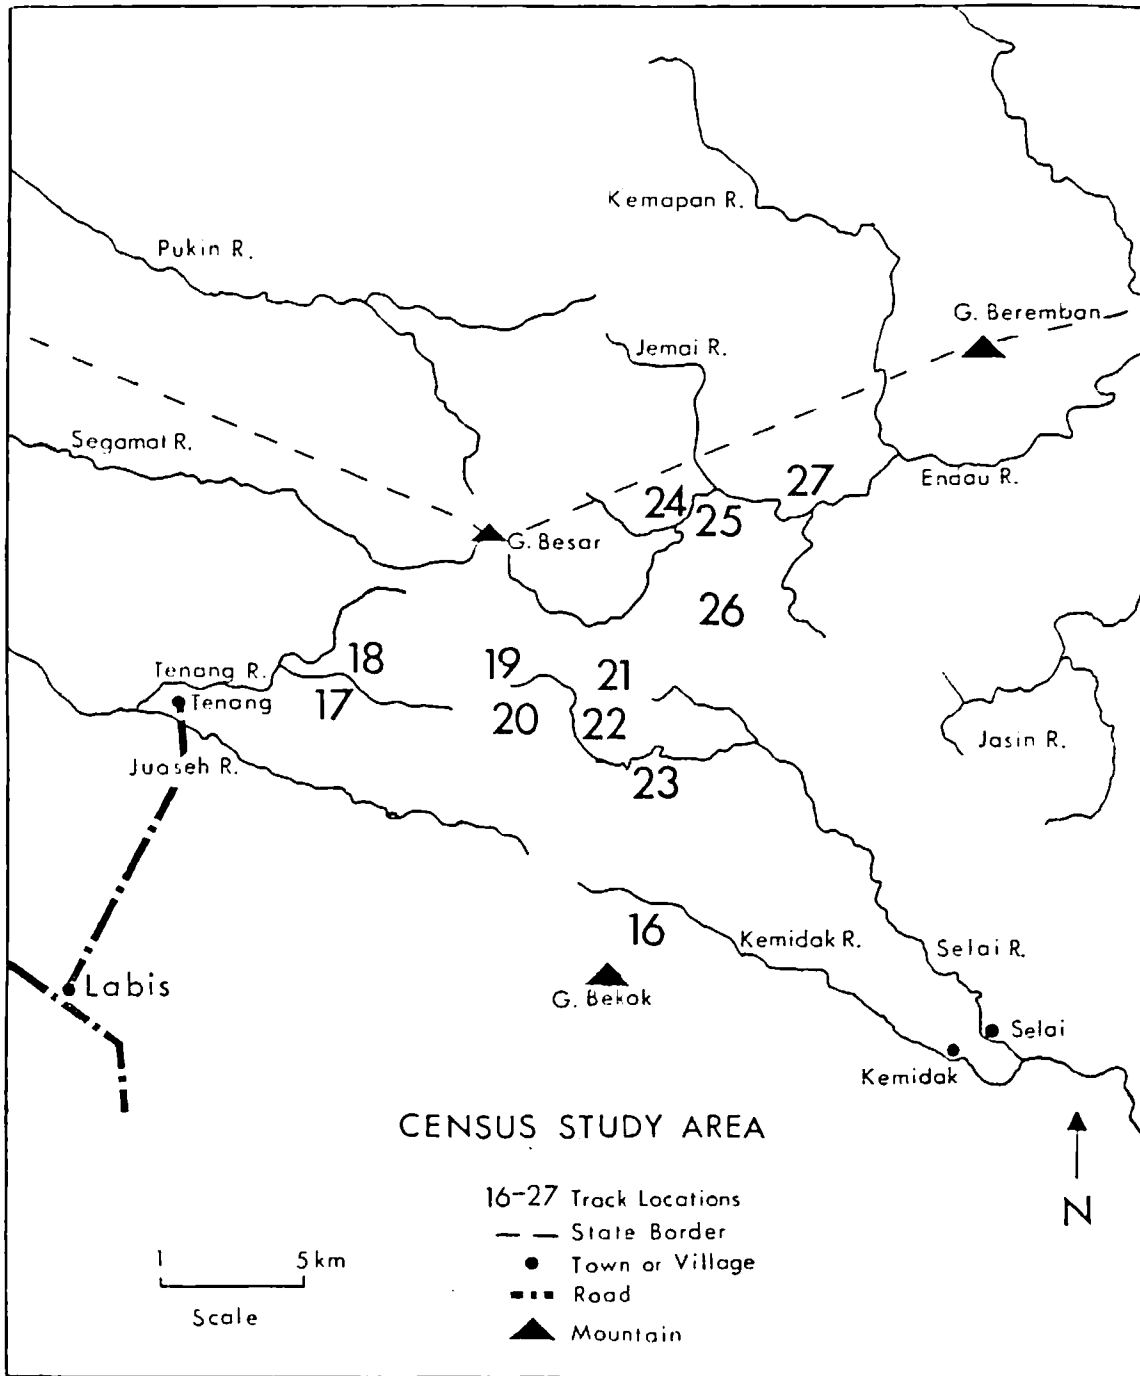 Kemapan R.
Pukin R.
G. Beremban
Jemai R.
Segamat R.
27
Endau R.
24
25
G. Besar
26
18
19
21
Tenang R.
Tenang
17
20
22
Jasin R.
Juaseh R.
23
16
Kemidak R.
Selai R.
Labis
G. Bekok
Selai
Kemidak
CENSUS STUDY AREA
16-27 Track Locations
State Border
Town or Village
Road
Mountain
1 5 km
Scale
N